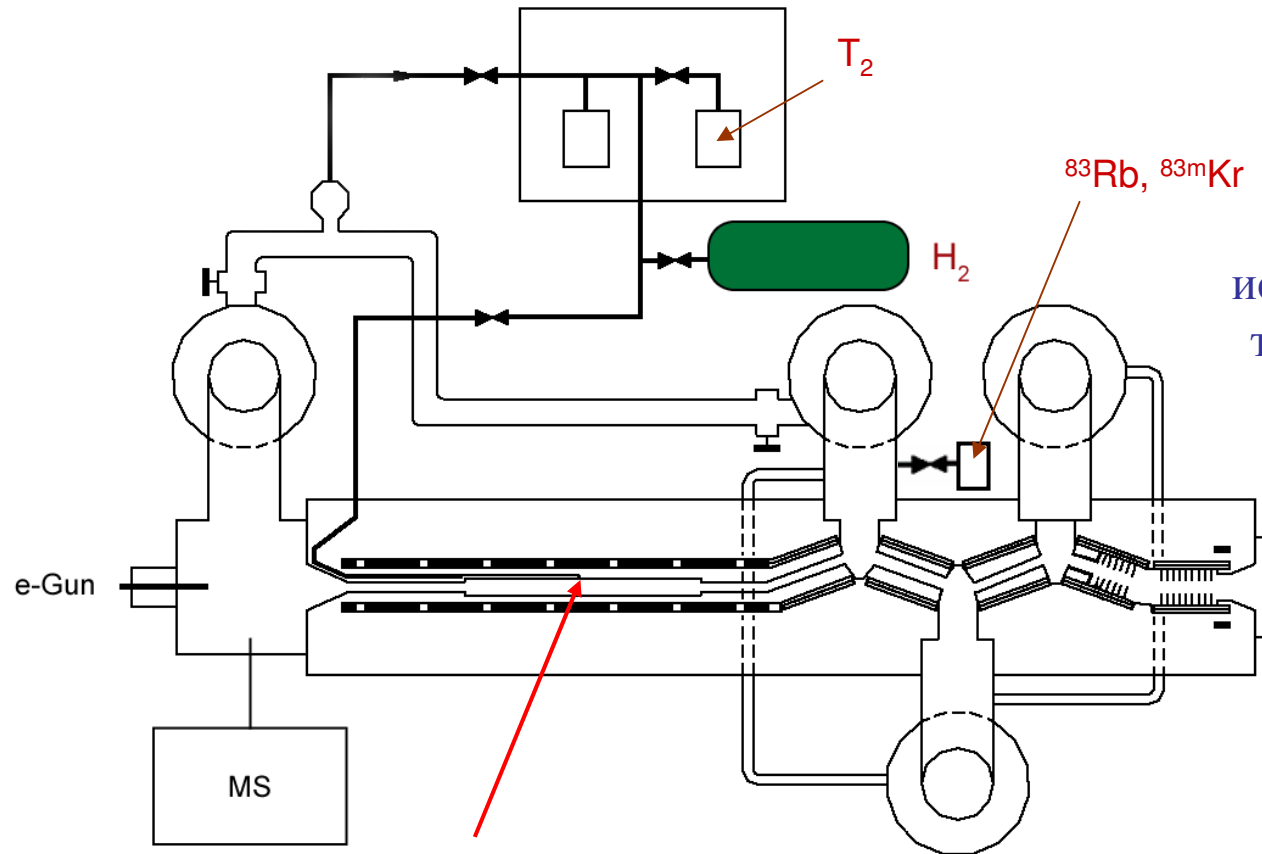 T₂
⁸³Rb, ⁸³ᵐKr
H₂
e-Gun
MS